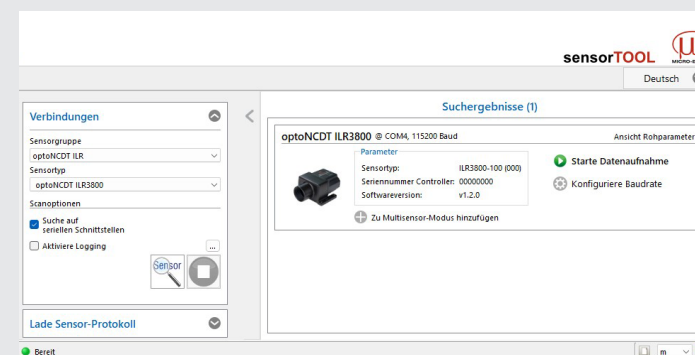 sensorTOOL
Deutsch
Verbindungen
Sensorgruppe
optoNCDT ILR
Sensortyp
optoNCDT ILR3800
Scanoptionen
Suche auf
seriellen Schnittstellen
Aktiviere Logging
...
Sensor
Lade Sensor-Protokoll
Suchergebnisse (1)
optoNCDT ILR3800 @ COM4, 115200 Baud
Ansicht Rohparameter
Parameter
Sensortyp: ILR3800-100 (000)
Seriennummer Controller: 00000000
Softwareversion: v1.2.0
Zu Multisensor-Modus hinzufügen
Starte Datenaufnahme
Konfiguriere Baudrate
Bereit
m